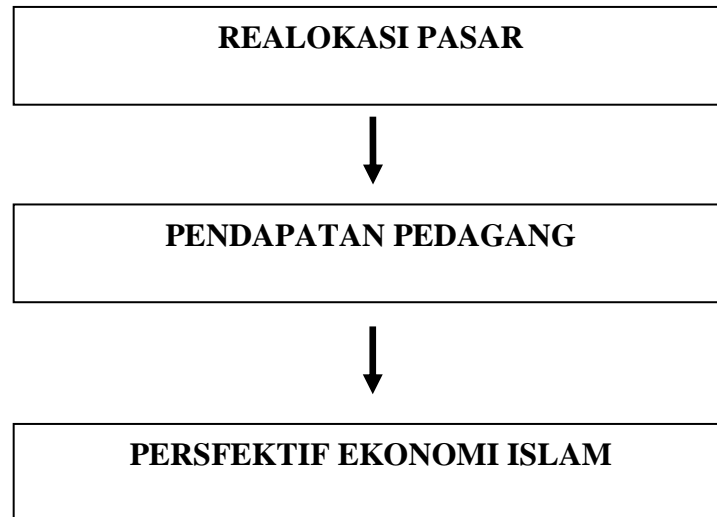 REALOKASI PASAR
PENDAPATAN PEDAGANG
PERSFEKTIF EKONOMI ISLAM